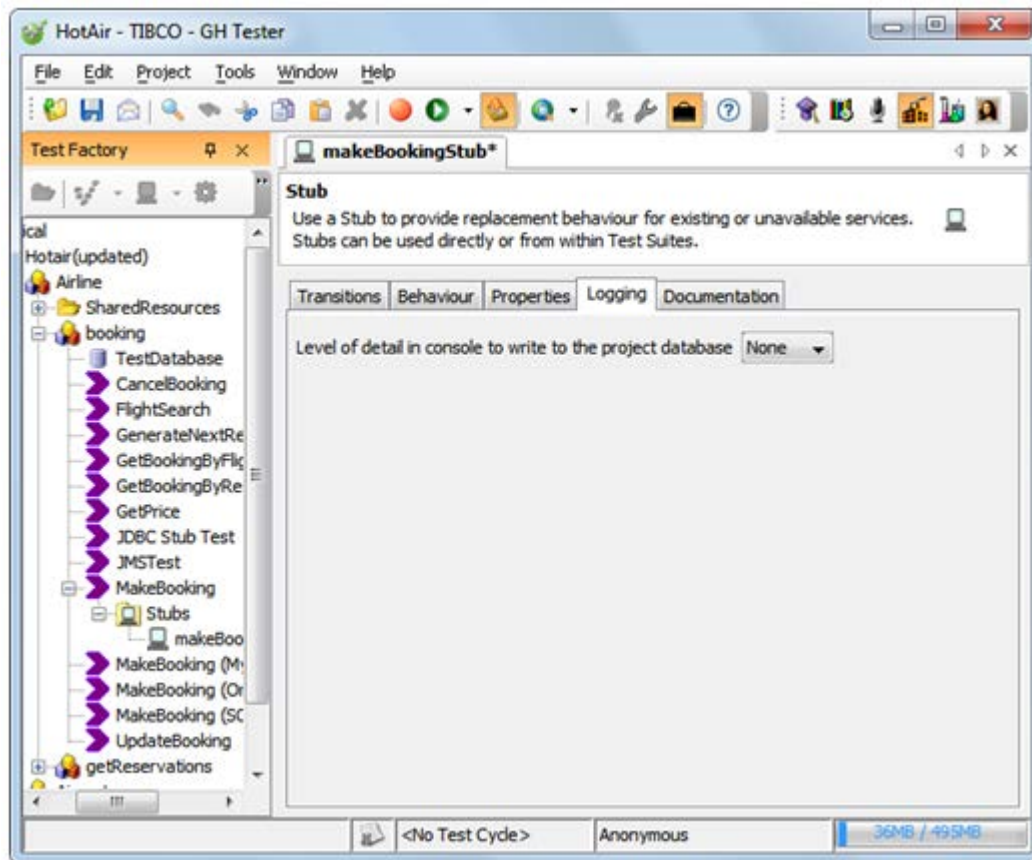 HotAir - TIBCO - GH Tester
File Edit Project Tools Window Help
Test Factory
makeBookingStub*
Stub
Use a Stub to provide replacement behaviour for existing or unavailable services.
Stubs can be used directly or from within Test Suites.
ical
Hotair(updated)
Airline
SharedResources
booking
TestDatabase
CancelBooking
FlightSearch
GenerateNextRe
GetBookingByFlig
GetBookingByRe
GetPrice
JDBC Stub Test
JMSTest
MakeBooking
Stubs
makeBoo
MakeBooking (My
MakeBooking (Or
MakeBooking (SO
UpdateBooking
getReservations
Transitions Behaviour Properties Logging Documentation
Level of detail in console to write to the project database None
<No Test Cycle> Anonymous 36MB / 495MB